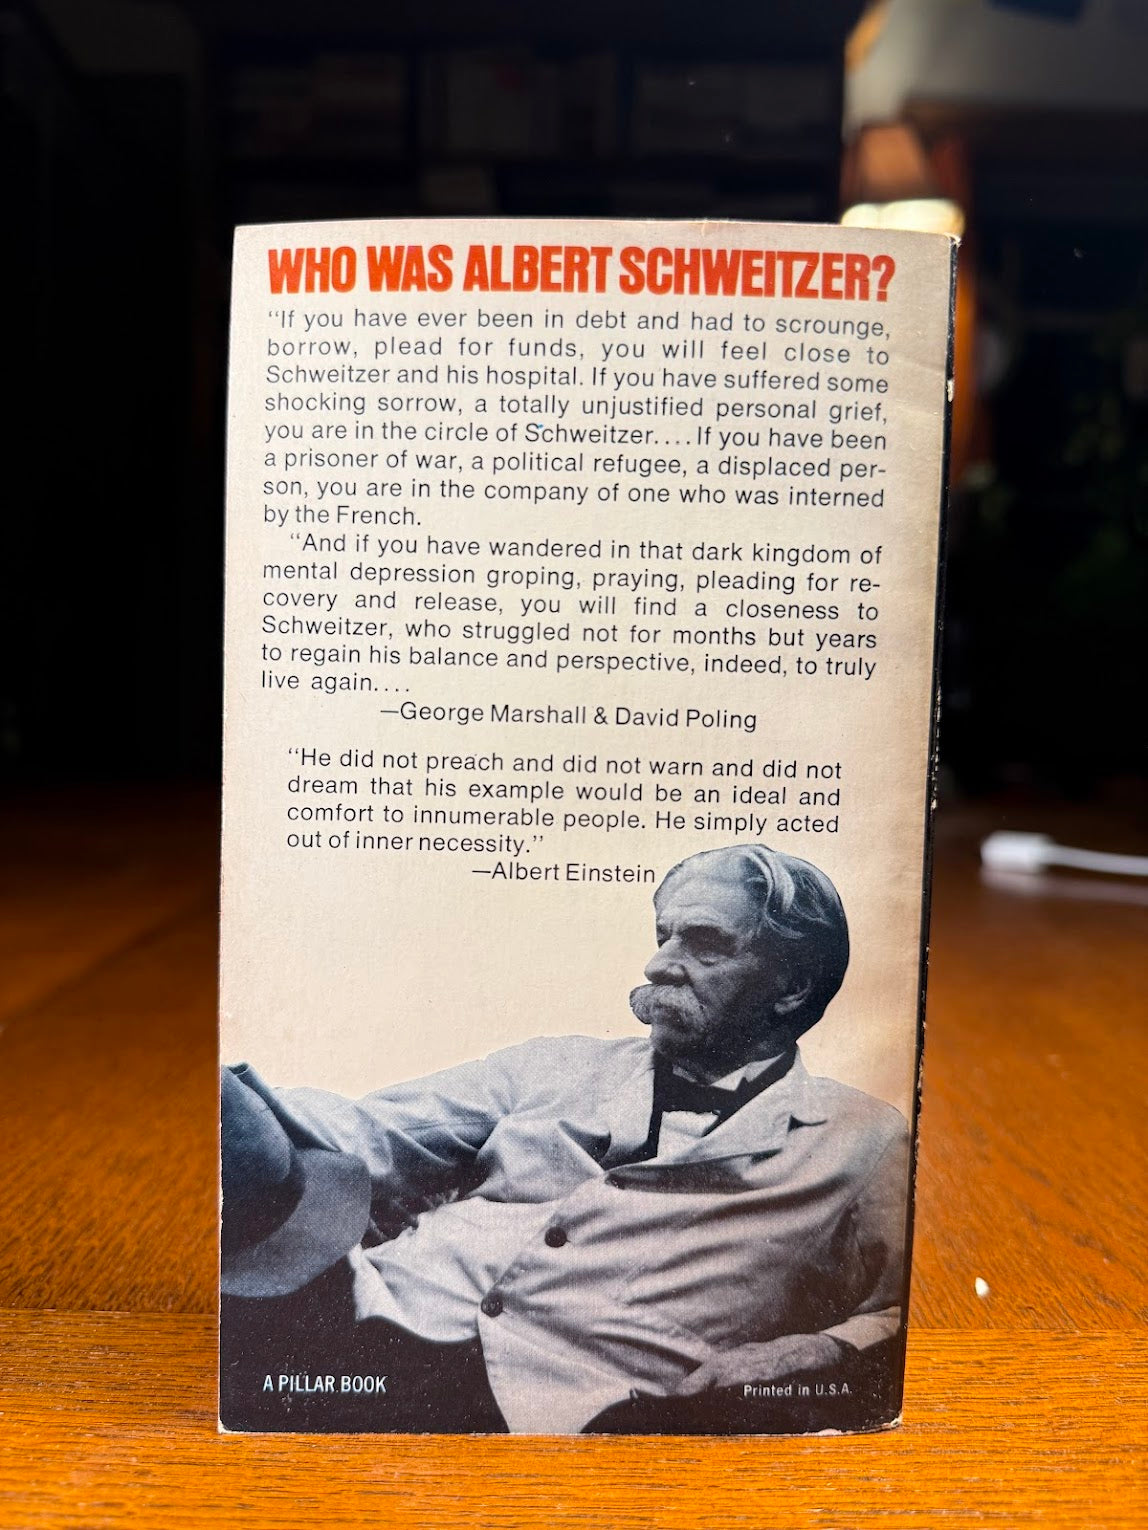 WHO WAS ALBERT SCHWEITZER?
“If you have ever been in debt and had to scrounge,
borrow, plead for funds, you will feel close to
Schweitzer and his hospital. If you have suffered some
shocking sorrow, a totally unjustified personal grief,
you are in the circle of Schweitzer.... If you have been
a prisoner of war, a political refugee, a displaced per-
son, you are in the company of one who was interned
by the French.
“And if you have wandered in that dark kingdom of
mental depression groping, praying, pleading for re-
covery and release, you will find a closeness to
Schweitzer, who struggled not for months but years
to regain his balance and perspective, indeed, to truly
live again....
—George Marshall & David Poling
“He did not preach and did not warn and did not
dream that his example would be an ideal and
comfort to innumerable people. He simply acted
out of inner necessity.”
—Albert Einstein
A PILLAR BOOK
Printed in U.S.A.